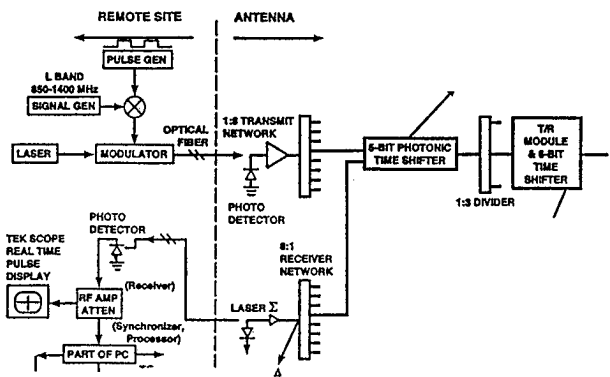 REMOTE SITE
ANTENNA
PULSE GEN
L BAND
850-1400 MHz
SIGNAL GEN
OPTICAL
FIBER
1:8 TRANSMIT
NETWORK
LASER
MODULATOR
PHOTO
DETECTOR
5-BIT PHOTONIC
TIME SHIFTER
1:3 DIVIDER
T/R
MODULE
& 6-BIT
TIME
SHIFTER
PHOTO
DETECTOR
TEK SCOPE
REAL TIME
PULSE
DISPLAY
(Receiver)
RF AMP
ATTEN
(Synchronizer,
Processor)
PART OF PC
8:1
RECEIVER
NETWORK
LASER Σ
Δ